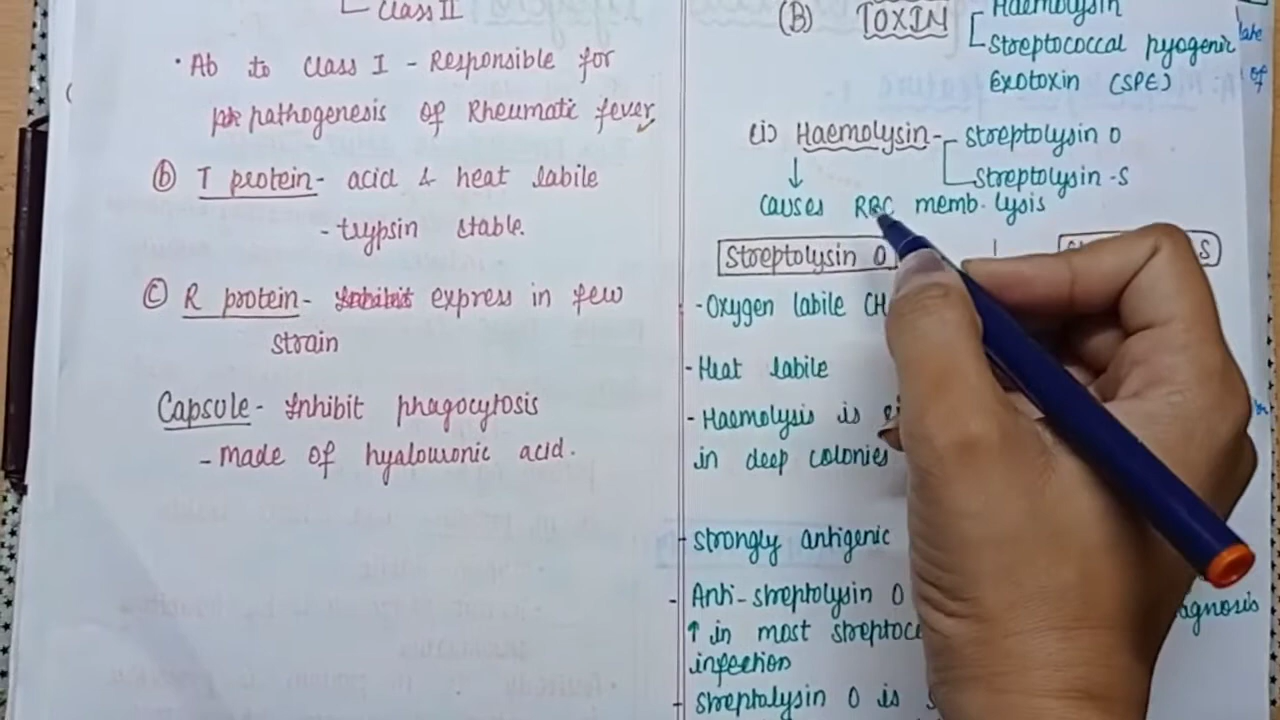 Class II
• Ab to Class I - Responsible for
pathogenesis of Rheumatic fever
(b) T protein - acid & heat labile
- trypsin stable.
(c) R protein - express in few
strain
Capsule - Inhibit phagocytosis
- made of hyalouronic acid.
(B) TOXIN
Haemolysin
Streptococcal pyogenic
Exotoxin (SPE)
(i) Haemolysin - streptolysin O
streptolysin -S
causes RBC memb. lysis
Streptolysin O
S
- Oxygen labile
- Heat labile
- Haemolysis is
in deep colonies
- strongly antigenic
- Anti-streptolysin O
↑ in most
infection
- streptolysin O is
of